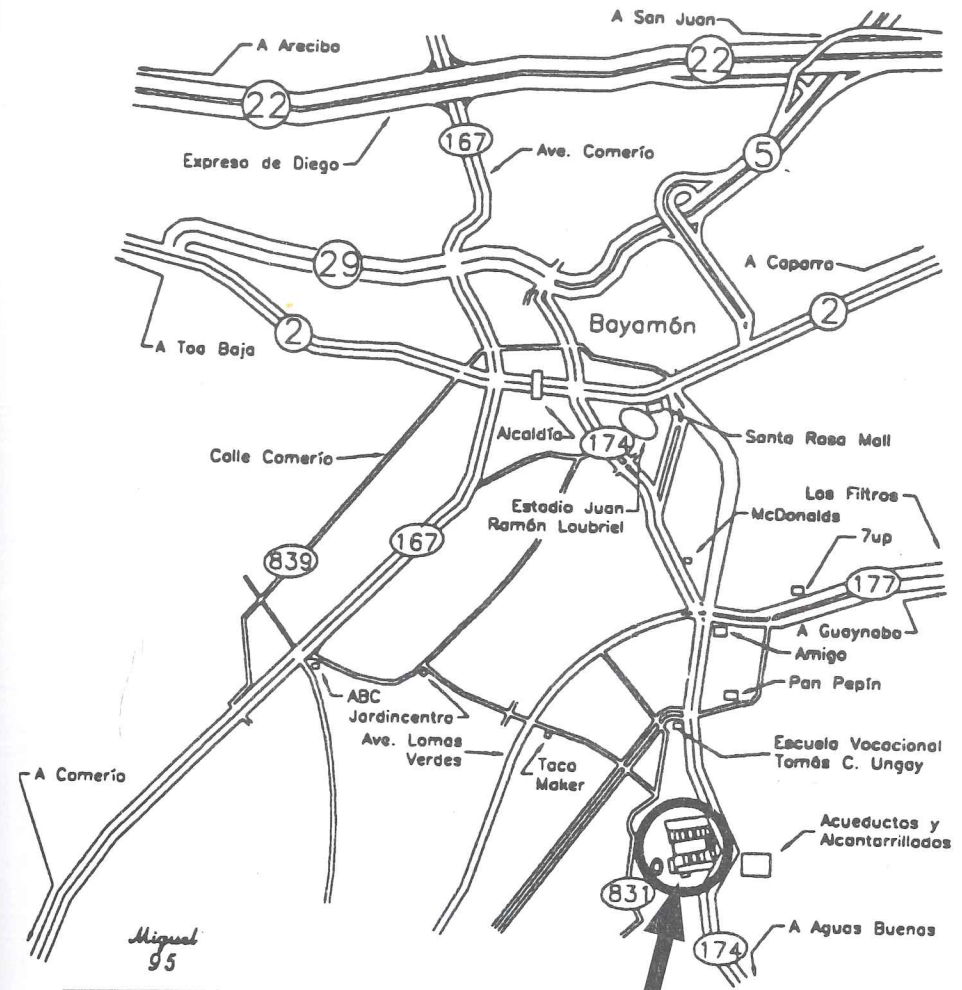 A San Juan
A Arecibo
22
22
167
Ave. Comerío
Expreso de Diego
5
29
A Caparra
2
Bayamón
2
A Toa Baja
Alcaldía
174
Santa Rosa Mall
Calle Comerío
Los Filtros
Estadio Juan
Ramón Loubriel
McDonalds
7up
167
839
177
A Guaynabo
Amigo
Pan Pepín
ABC
Jardincentro
Ave. Lomas
Verdes
Escuela Vocacional
Tomás C. Ungay
Taco
Maker
A Comerío
Acueductos y
Alcantarillados
831
A Aguas Buenas
174
Miguel
95